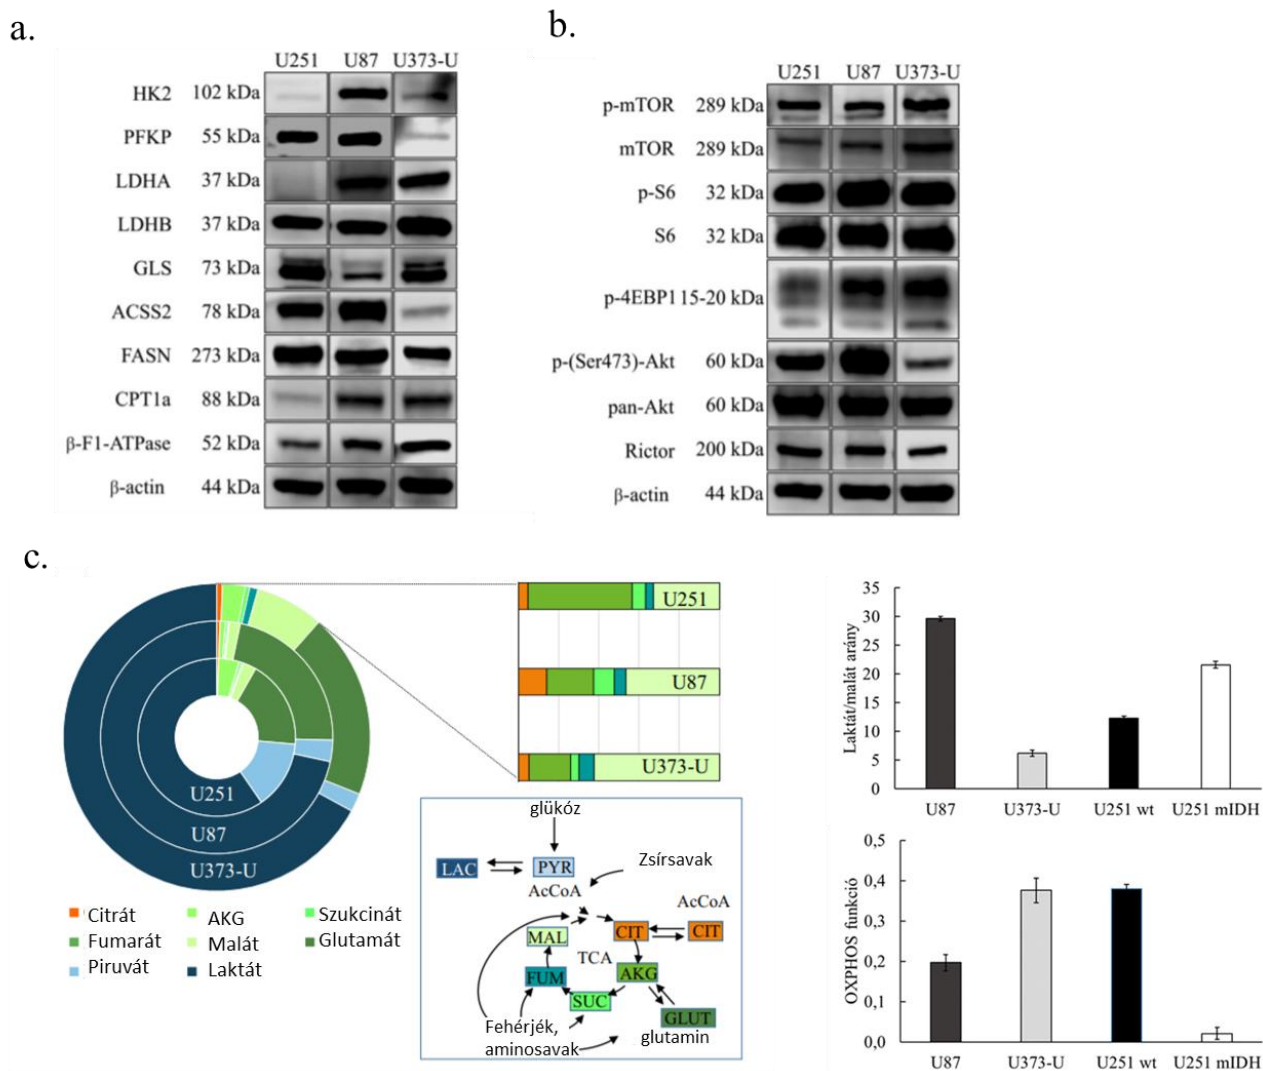 a.
U251 U87 U373-U
HK2 102 kDa
PFKP 55 kDa
LDHA 37 kDa
LDHB 37 kDa
GLS 73 kDa
ACSS2 78 kDa
FASN 273 kDa
CPT1a 88 kDa
β-F1-ATPase 52 kDa
β-actin 44 kDa
b.
U251 U87 U373-U
p-mTOR 289 kDa
mTOR 289 kDa
p-S6 32 kDa
S6 32 kDa
p-4EBP1 15-20 kDa
p-(Ser473)-Akt 60 kDa
pan-Akt 60 kDa
Rictor 200 kDa
β-actin 44 kDa
c.
U251
U87
U373-U
Citrát AKG Szukcinát
Fumarát Malát Glutamát
Piruvát Laktát
U251
U87
U373-U
glükóz
LAC PYR Zsírsavak
AcCoA
AcCoA
MAL CIT CIT
TCA
FUM AKG
SUC
GLUT
Fehérjék,
glutamin
aminosavak
Laktát/malát arány
35
30
25
20
15
10
5
0
U87 U373-U U251 wt U251 mIDH
OXPHOS funkció
0,5
0,4
0,3
0,2
0,1
0,0
U87 U373-U U251 wt U251 mIDH